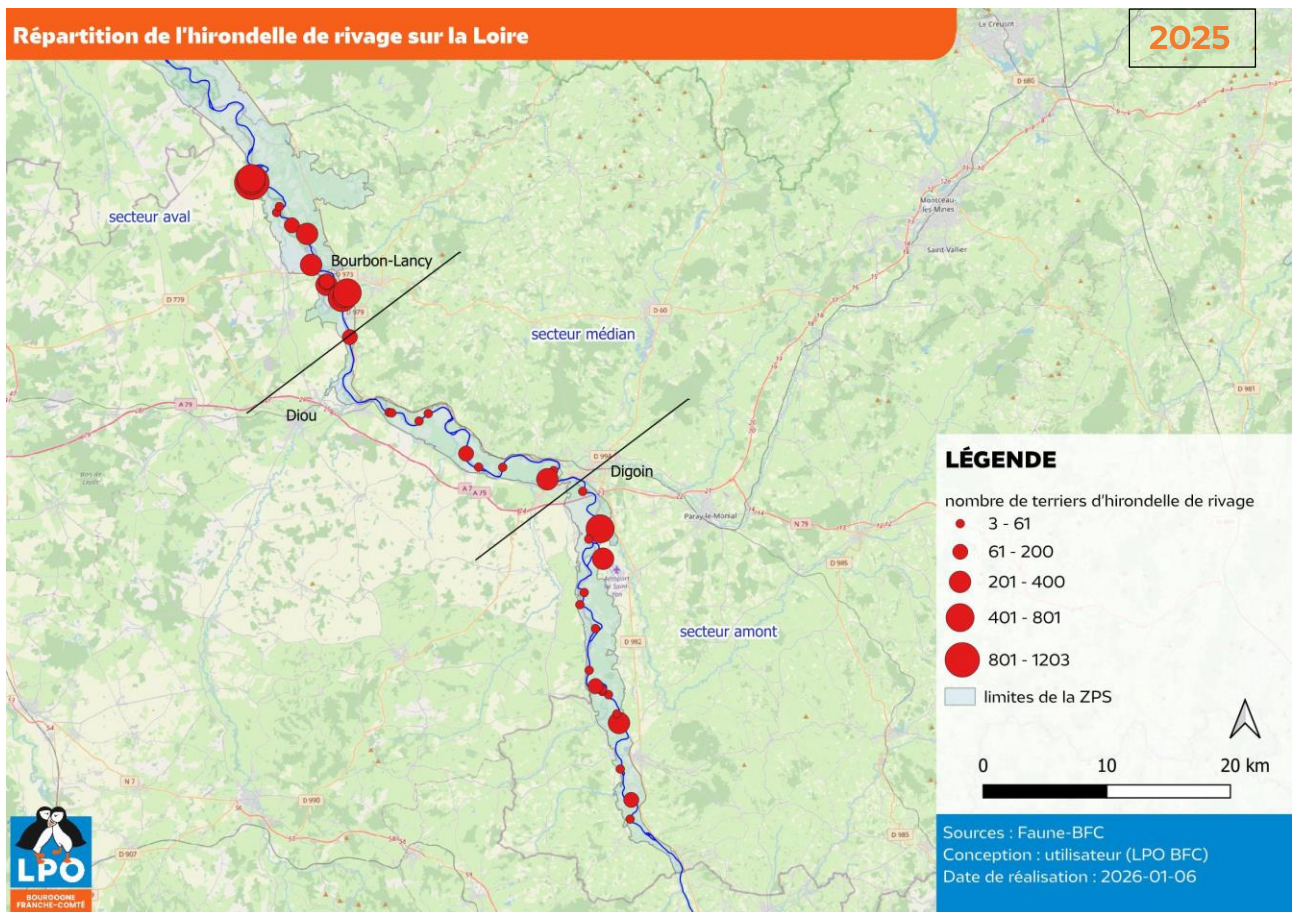 Répartition de l'hirondelle de rivage sur la Loire
2025
Le Creusot
D 680
Montceau-
les-Mines
Saint-Vallier
secteur aval
Bourbon-Lancy
D 973
D 779
D 979
D 60
secteur médian
D 981
A 79
Diou
D 994
Digoin
A 79
Paray-le-Monial
N 79
D 985
secteur amont
D 982
N 7
D 990
D 907
D 985
LÉGENDE
nombre de terriers d'hirondelle de rivage
3 - 61
61 - 200
201 - 400
401 - 801
801 - 1203
limites de la ZPS
0 10 20 km
Sources : Faune-BFC
Conception : utilisateur (LPO BFC)
Date de réalisation : 2026-01-06
LPO
BOURGOGNE
FRANCHE-COMTÉ